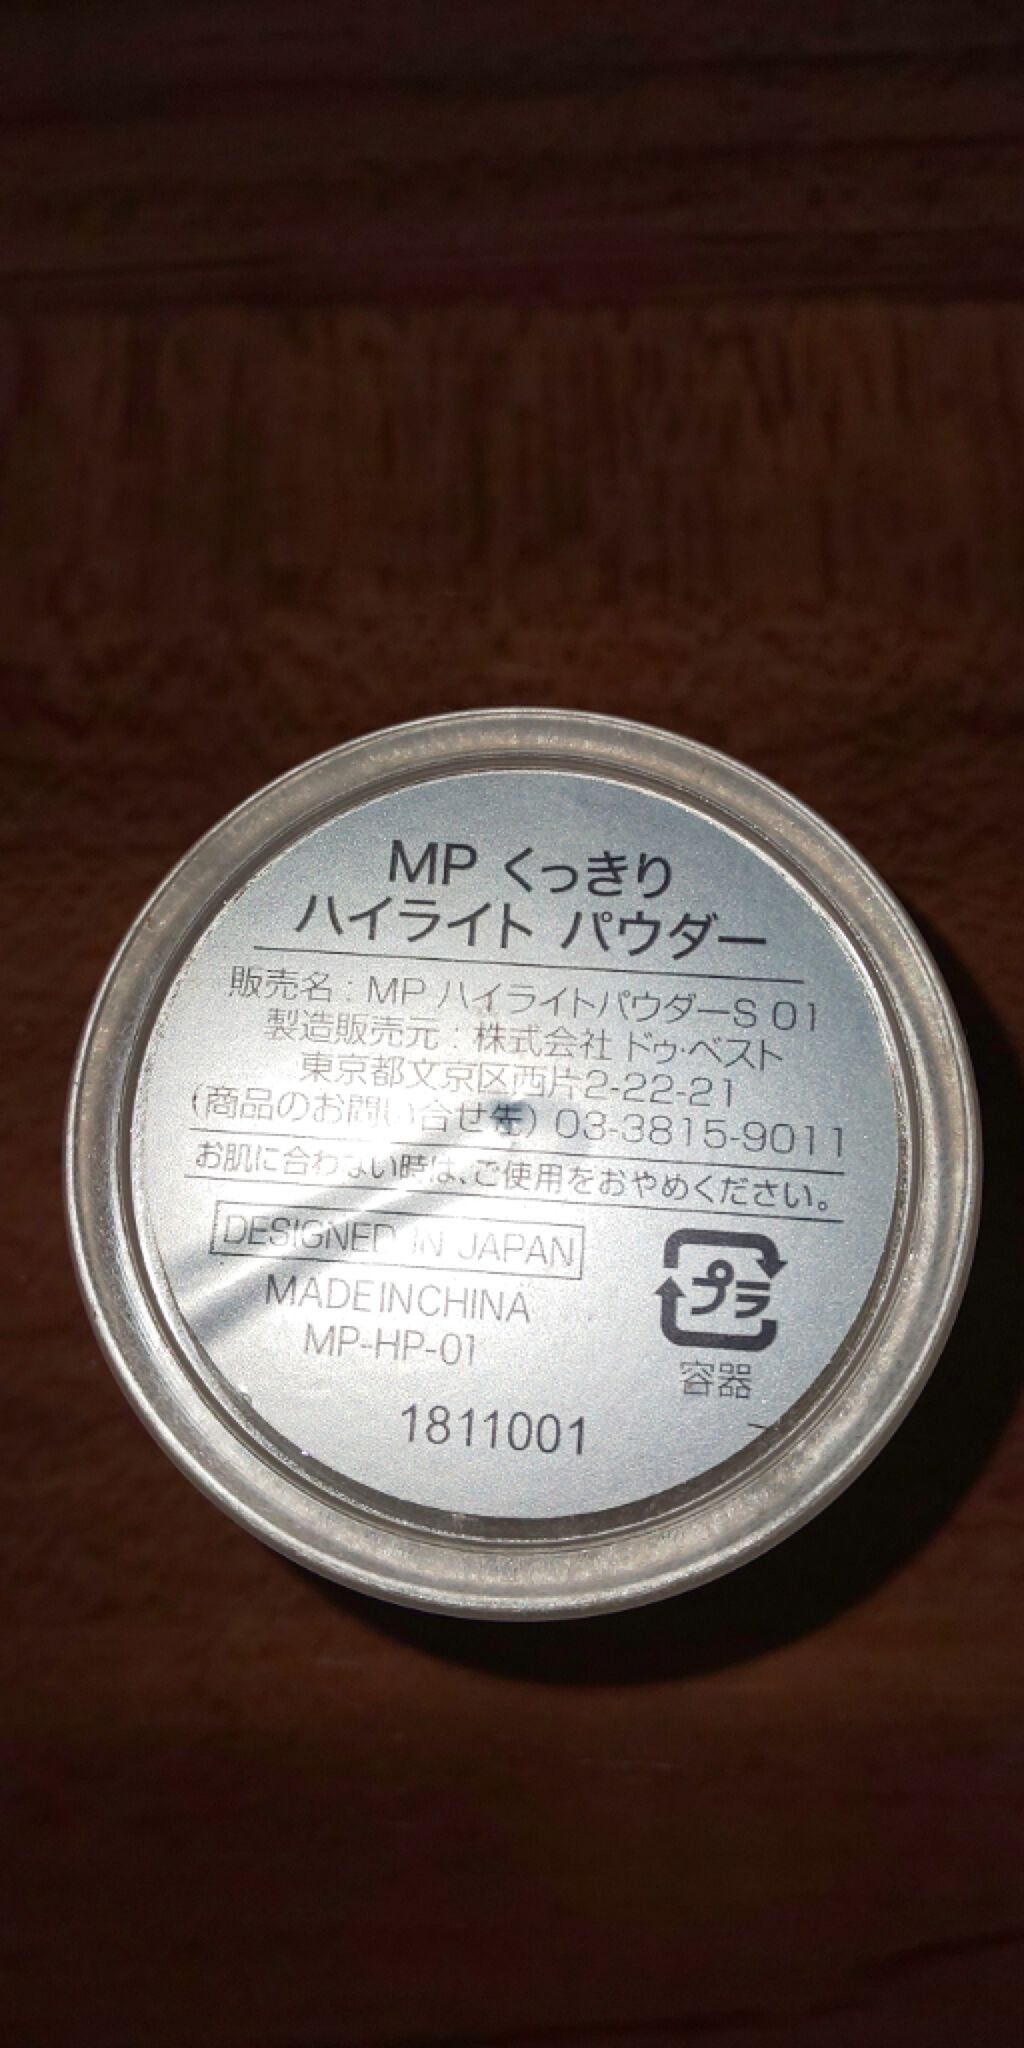 MP くっきり
ハイライト パウダー
販売名：MP ハイライトパウダーS 01
製造販売元：株式会社 ドゥ・ベスト
東京都文京区西片2-22-21
(商品のお問い合せ先) 03-3815-9011
お肌に合わない時は、ご使用をおやめください。
DESIGNED IN JAPAN
MADE IN CHINA
MP-HP-01
プラ
容器
1811001